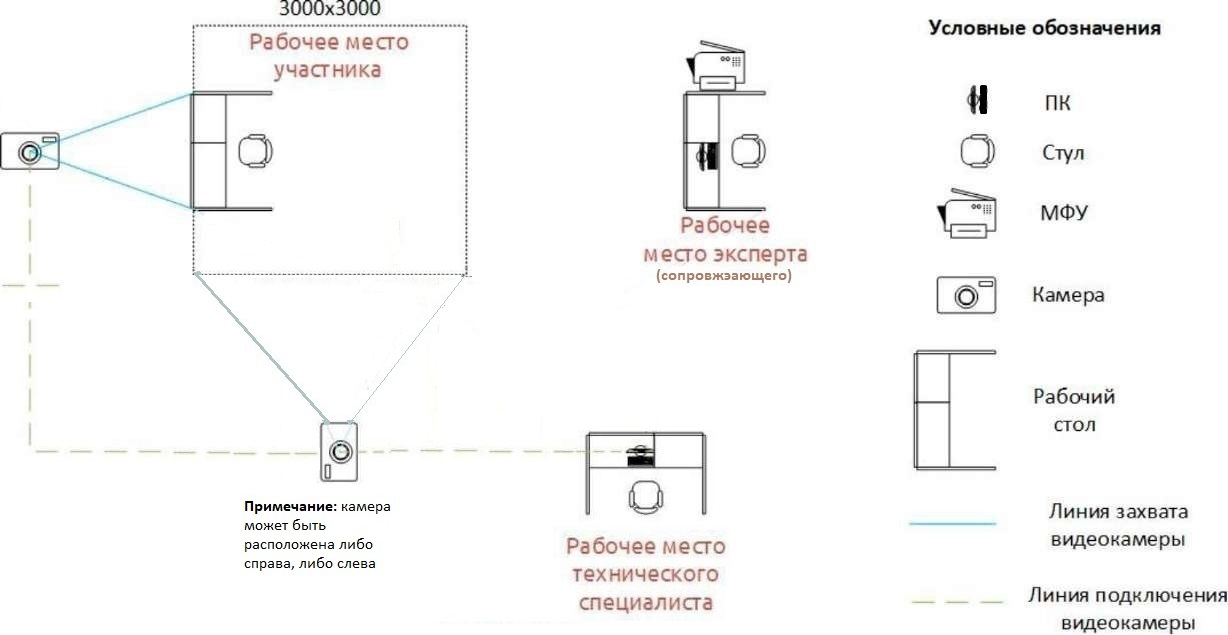 3000х3000
Рабочее место
участника
Рабочее
место эксперта
(сопровжэающего)
Примечание: камера
может быть
расположена либо
справа, либо слева
Рабочее место
технического
специалиста
Условные обозначения
ПК
Стул
МФУ
Камера
Рабочий
стол
Линия захвата
видеокамеры
Линия подключения
видеокамеры